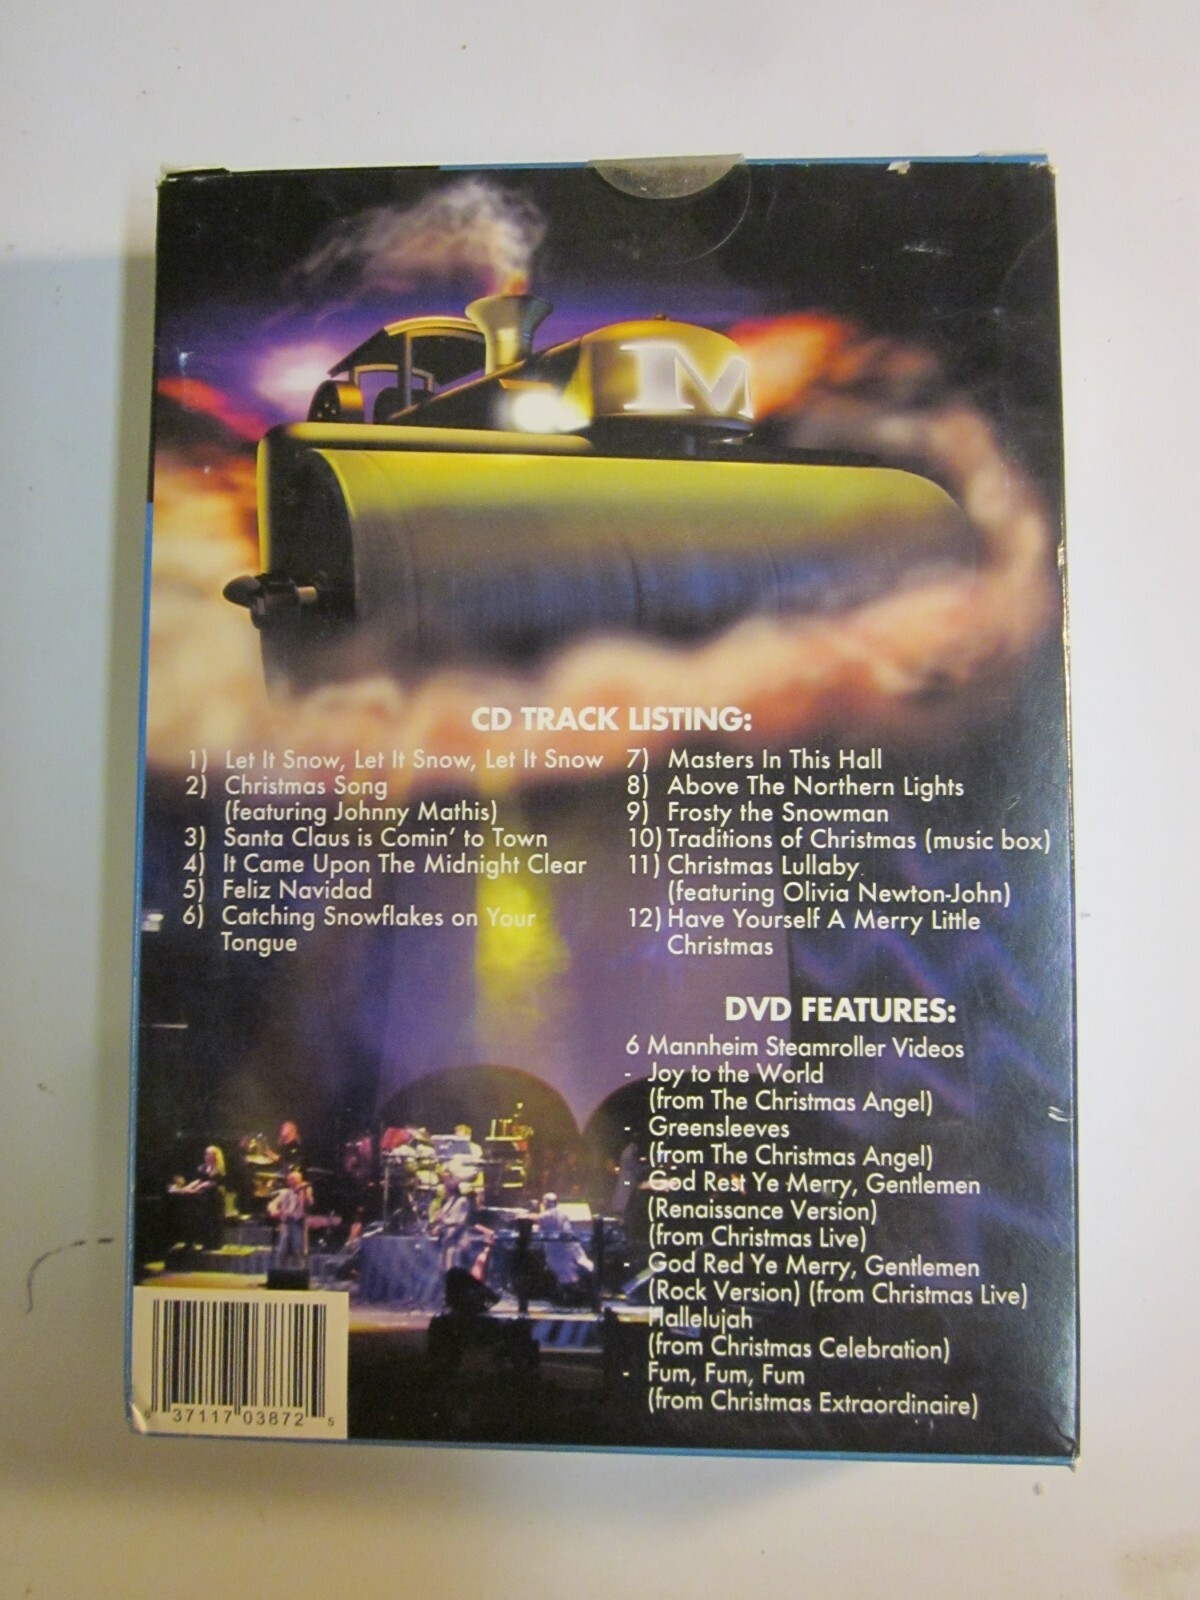 M
CD TRACK LISTING:
1) Let It Snow, Let It Snow, Let It Snow
2) Christmas Song
(featuring Johnny Mathis)
3) Santa Claus is Comin' to Town
4) It Came Upon The Midnight Clear
5) Feliz Navidad
6) Catching Snowflakes on Your
Tongue
7) Masters In This Hall
8) Above The Northern Lights
9) Frosty the Snowman
10) Traditions of Christmas (music box)
11) Christmas Lullaby
(featuring Olivia Newton-John)
12) Have Yourself A Merry Little
Christmas
DVD FEATURES:
6 Mannheim Steamroller Videos
- Joy to the World
(from The Christmas Angel)
- Greensleeves
(from The Christmas Angel)
- God Rest Ye Merry, Gentlemen
(Renaissance Version)
(from Christmas Live)
- God Red Ye Merry, Gentlemen
(Rock Version) (from Christmas Live)
Hallelujah
(from Christmas Celebration)
- Fum, Fum, Fum
(from Christmas Extraordinaire)
0 37117 03872 5